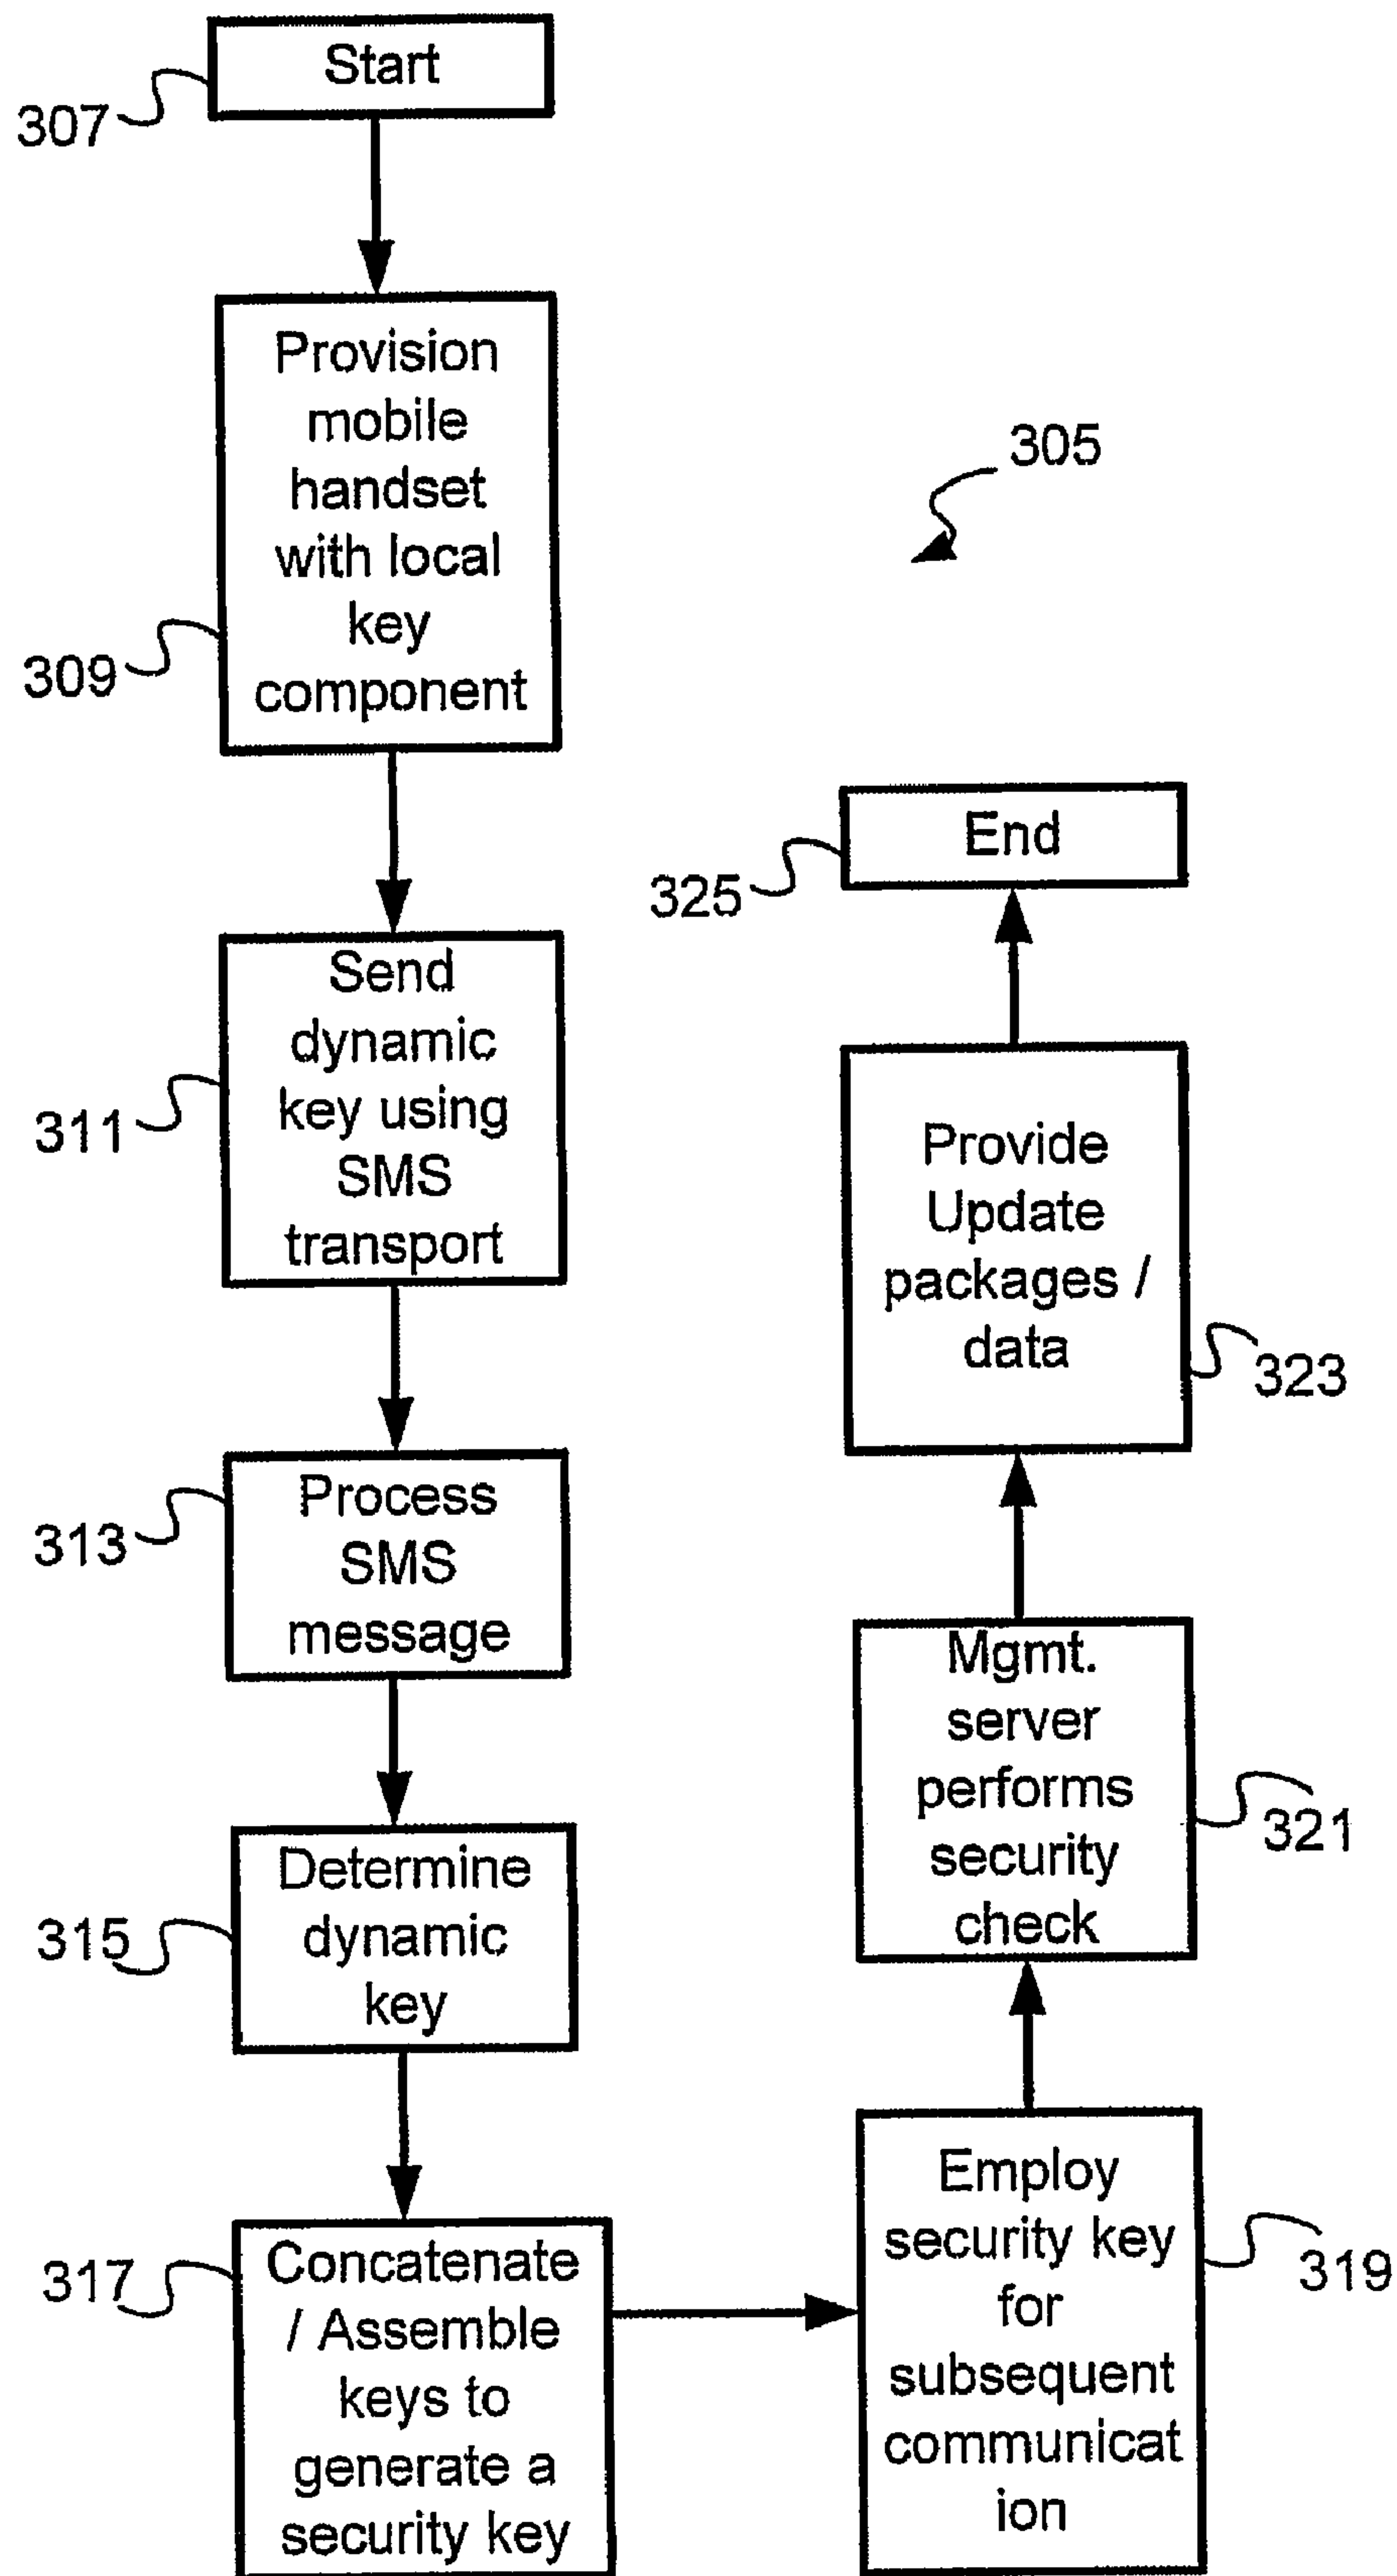 Start
307
Provision
mobile
handset
with local
key
component
309
305
Send
dynamic
key using
SMS
transport
311
Process
SMS
message
313
Determine
dynamic
key
315
Concatenate
/ Assemble
keys to
generate a
security key
317
Employ
security key
for
subsequent
communicat
ion
319
Mgmt.
server
performs
security
check
321
Provide
Update
packages /
data
323
End
325